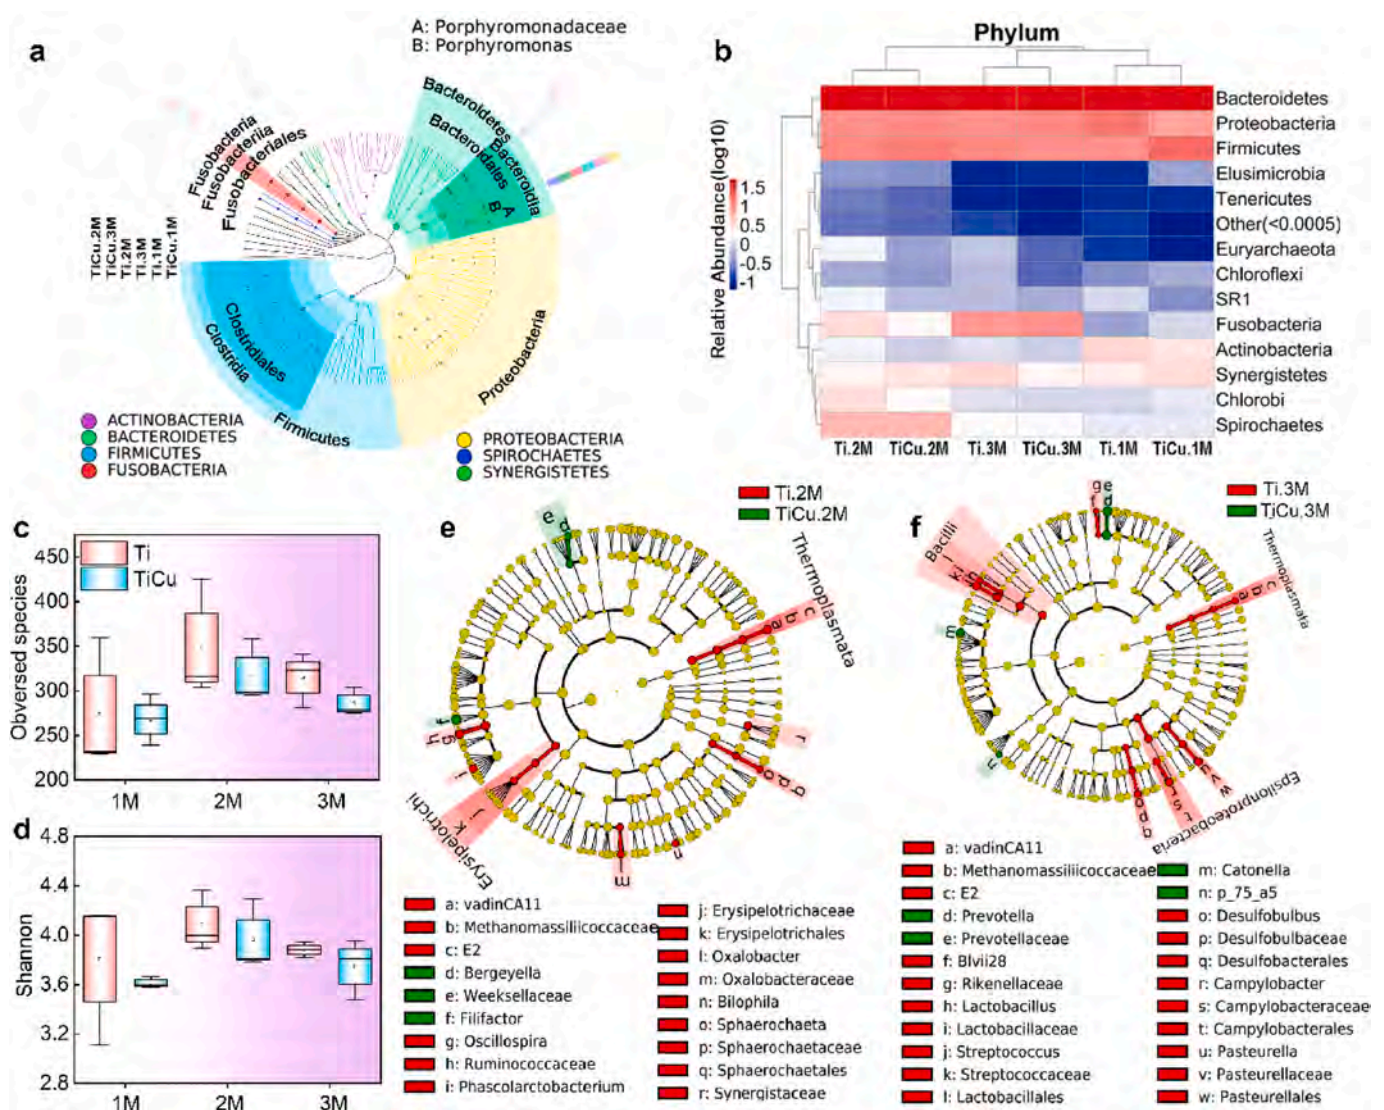 A: Porphyromonadaceae
B: Porphyromonas
a
Bacteroidetes
Bacteroidales
Bacteroidia
A
B
Fusobacteria
Fusobacteriia
Fusobacteriales
TiCu.2M
TiCu.3M
Ti.2M
Ti.3M
Ti.1M
TiCu.1M
Clostridiales
Clostridia
Firmicutes
Proteobacteria
ACTINOBACTERIA
BACTEROIDETES
FIRMICUTES
FUSOBACTERIA
PROTEOBACTERIA
SPIROCHAETES
SYNERGISTETES
b
Phylum
Relative Abundance(log10)
1.5
1
0.5
0
-0.5
-1
Bacteroidetes
Proteobacteria
Firmicutes
Elusimicrobia
Tenericutes
Other(<0.0005)
Euryarchaeota
Chloroflexi
SR1
Fusobacteria
Actinobacteria
Synergistetes
Chlorobi
Spirochaetes
Ti.2M TiCu.2M Ti.3M TiCu.3M Ti.1M TiCu.1M
c
Obversed species
450
400
350
300
250
200
Ti
TiCu
1M 2M 3M
d
Shannon
4.8
4.4
4.0
3.6
3.2
2.8
1M 2M 3M
e
Ti.2M
TiCu.2M
e d
Thermoplasmata
a b c
f
g
h
i
Erysipelotrichi
j
k
m
n
o
p
q
r
a: vadinCA11
b: Methanomassiliicoccaceae
c: E2
d: Bergeyella
e: Weeksellaceae
f: Filifactor
g: Oscillospira
h: Ruminococcaceae
i: Phascolarctobacterium
j: Erysipelotrichaceae
k: Erysipelotrichales
l: Oxalobacter
m: Oxalobacteraceae
n: Bilophila
o: Sphaerochaeta
p: Sphaerochaetaceae
q: Sphaerochaetales
r: Synergistaceae
f
Ti.3M
TiCu.3M
g e
f d
Bacilli
Thermoplasmata
a b c
m
n
Epsilonproteobacteria
o
p
q
r
s
t
u
v
w
a: vadinCA11
b: Methanomassiliicoccaceae
c: E2
d: Prevotella
e: Prevotellaceae
f: Blvii28
g: Rikenellaceae
h: Lactobacillus
i: Lactobacillaceae
j: Streptococcus
k: Streptococcaceae
l: Lactobacillales
m: Catonella
n: p_75_a5
o: Desulfobulbus
p: Desulfobulbaceae
q: Desulfobacterales
r: Campylobacter
s: Campylobacteraceae
t: Campylobacterales
u: Pasteurella
v: Pasteurellaceae
w: Pasteurellales